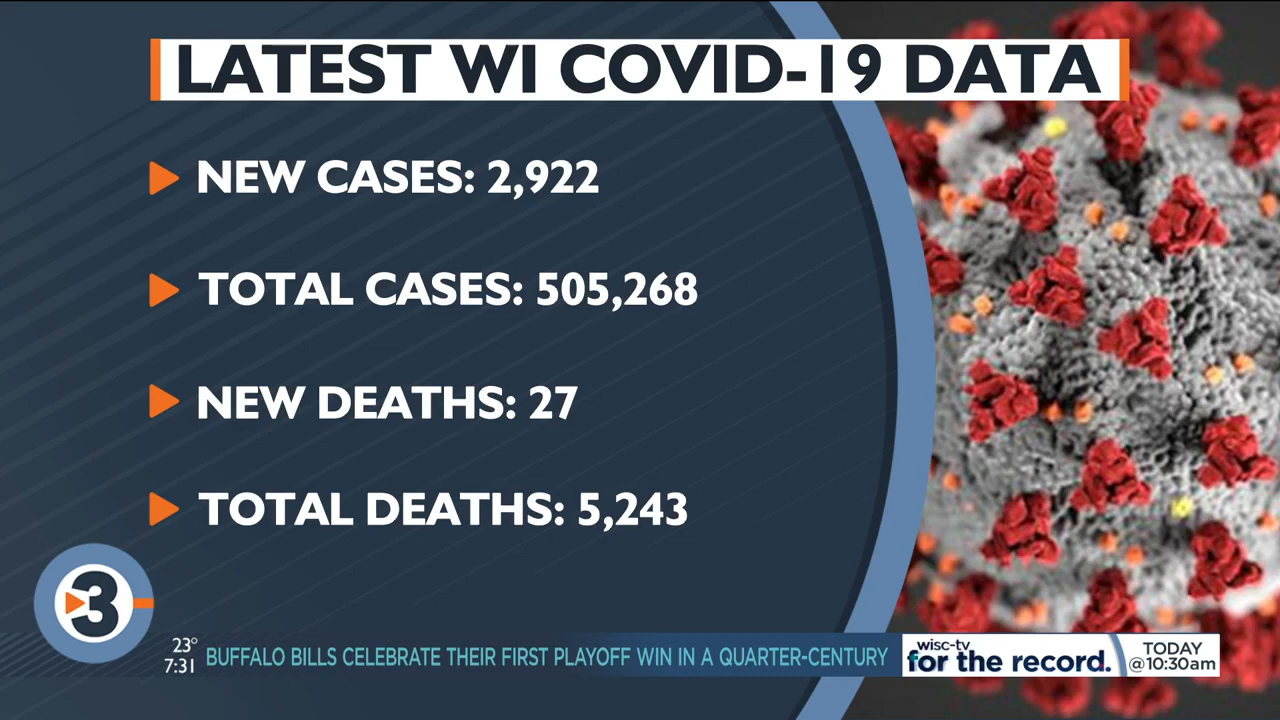 LATEST WI COVID-19 DATA
NEW CASES: 2,922
TOTAL CASES: 505,268
NEW DEATHS: 27
TOTAL DEATHS: 5,243
3
23°
7:31
BUFFALO BILLS CELEBRATE THEIR FIRST PLAYOFF WIN IN A QUARTER-CENTURY
wisc-tv
for the record.
TODAY
@10:30am